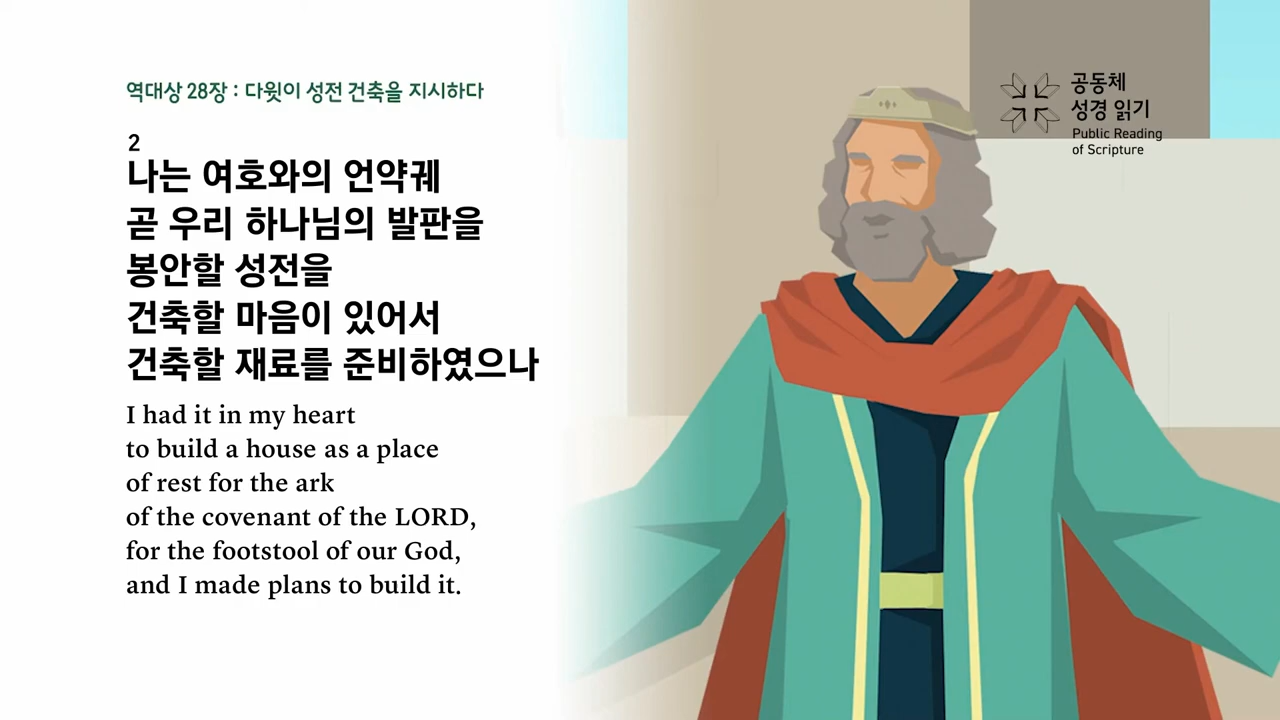 역대상 28장 : 다윗이 성전 건축을 지시하다
2
나는 여호와의 언약궤
곧 우리 하나님의 발판을
봉안할 성전을
건축할 마음이 있어서
건축할 재료를 준비하였으나
I had it in my heart
to build a house as a place
of rest for the ark
of the covenant of the LORD,
for the footstool of our God,
and I made plans to build it.
공동체
성경 읽기
Public Reading
of Scripture